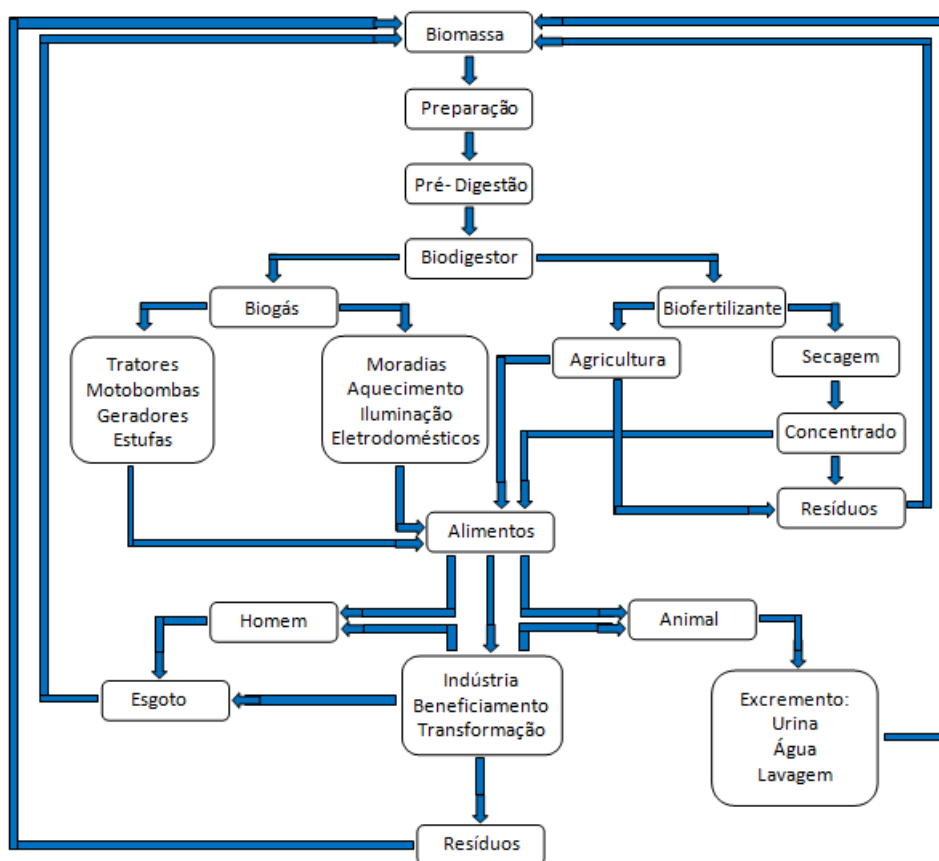 Biomassa
Preparação
Pré- Digestão
Biodigestor
Biogás
Biofertilizante
Tratores
Motobombas
Geradores
Estufas
Moradias
Aquecimento
Iluminação
Eletrodomésticos
Agricultura
Secagem
Concentrado
Resíduos
Alimentos
Homem
Animal
Esgoto
Indústria
Beneficiamento
Transformação
Excremento:
Urina
Água
Lavagem
Resíduos